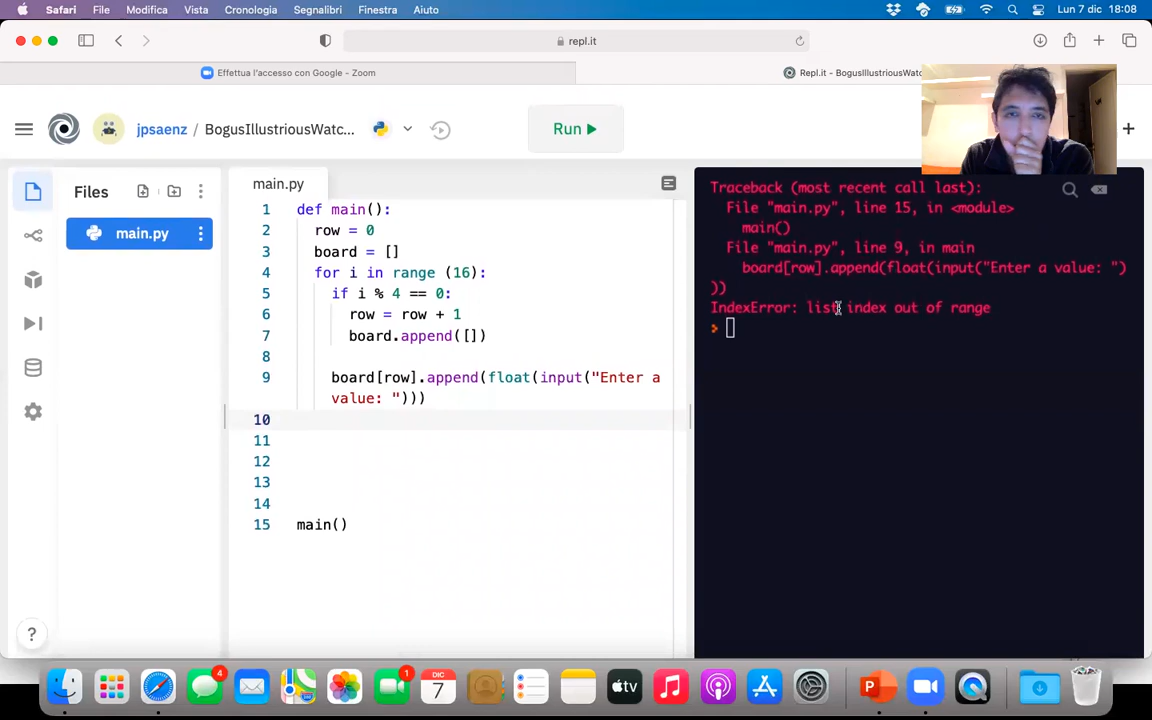 Safari File Modifica Vista Cronologia Segnalibri Finestra Aiuto Lun 7 dic 18:08
repl.it
Effettua l'accesso con Google - Zoom
Repl.it - BogusIllustriousWatc
jpsaenz / BogusIllustriousWatc...
Run
Files
main.py
main.py
1 def main():
2 row = 0
3 board = []
4 for i in range (16):
5 if i % 4 == 0:
6 row = row + 1
7 board.append([])
8
9 board[row].append(float(input("Enter a
value: ")))
10
11
12
13
14
15 main()
Traceback (most recent call last):
File "main.py", line 15, in <module>
main()
File "main.py", line 9, in main
board[row].append(float(input("Enter a value: ")
))
IndexError: list index out of range
?
4
1
DIC
7
tv